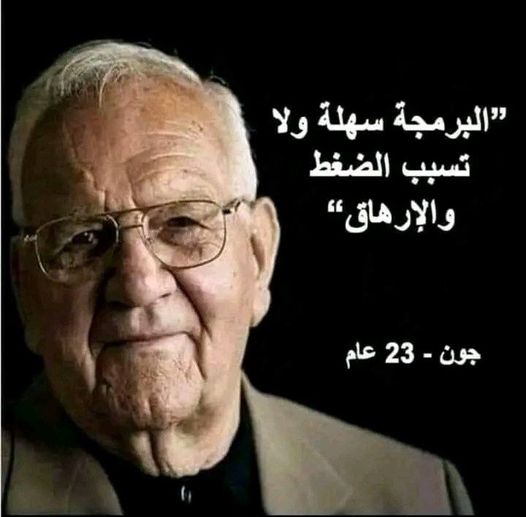 ”البرمجة سهلة ولا
تسبب الضغط
والإرهاق“
جون - 23 عام